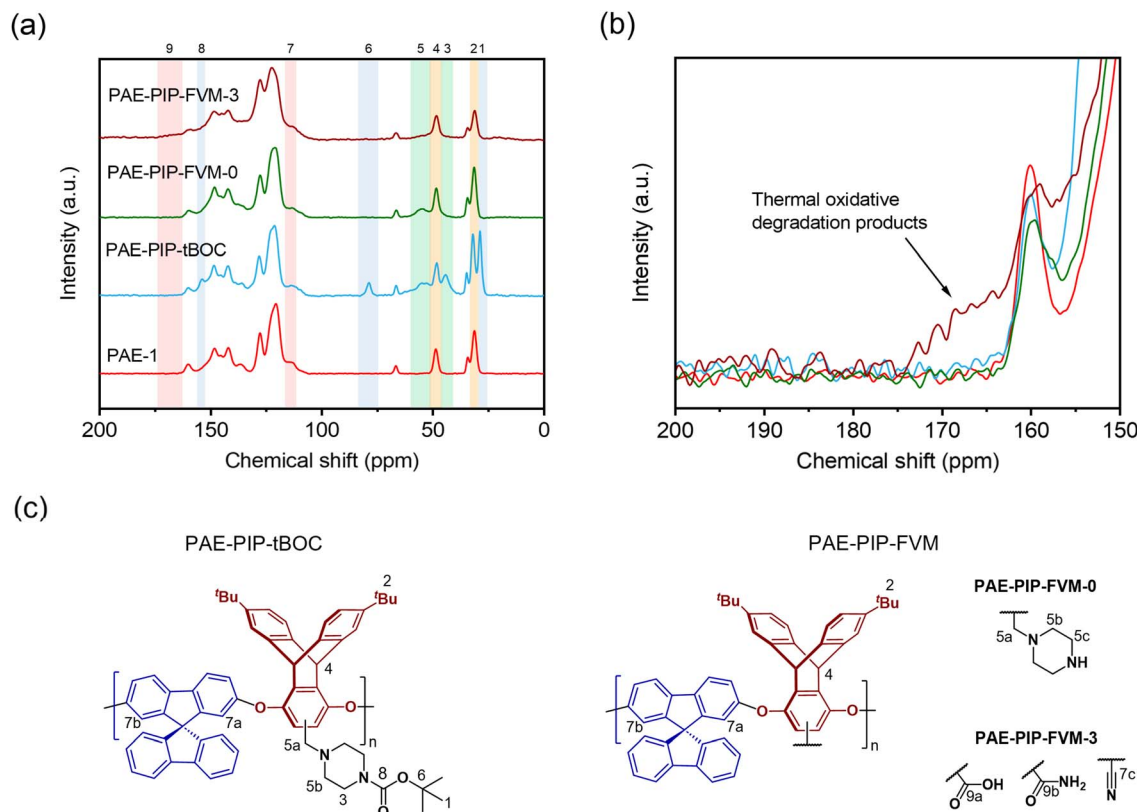 (a)
9 8 7 6 5 4 3 2 1
PAE-PIP-FVM-3
PAE-PIP-FVM-0
PAE-PIP-tBOC
PAE-1
Intensity (a.u.)
200 150 100 50 0
Chemical shift (ppm)
(b)
Thermal oxidative
degradation products
Intensity (a.u.)
200 190 180 170 160 150
Chemical shift (ppm)
(c)
PAE-PIP-tBOC
2
tBu
tBu
4
7b
7a
O
O
n
5a
N
5b
3
N
8
O
6
O
1
PAE-PIP-FVM
2
tBu
tBu
4
7b
7a
O
O
n
PAE-PIP-FVM-0
5a
5b
N
5c
NH
PAE-PIP-FVM-3
OH
O
9a
NH2
O
9b
7c
N